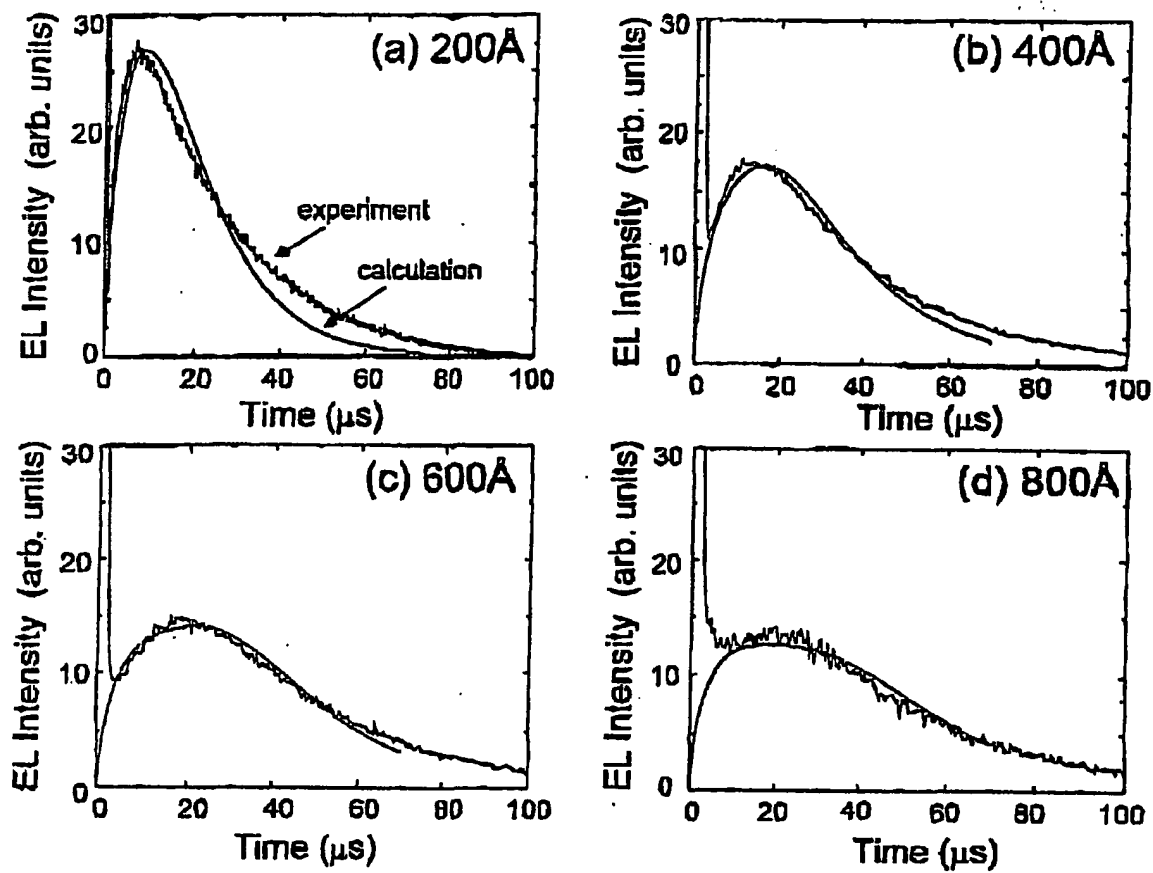 (a) 200Å
EL Intensity (arb. units)
30
20
10
0
experiment
calculation
0 20 40 60 80 100
Time (μs)
(b) 400Å
EL Intensity (arb. units)
30
20
10
0
0 20 40 60 80 100
Time (μs)
(c) 600Å
EL Intensity (arb. units)
30
20
10
0
0 20 40 60 80 100
Time (μs)
(d) 800Å
EL Intensity (arb. units)
30
20
10
0
0 20 40 60 80 100
Time (μs)